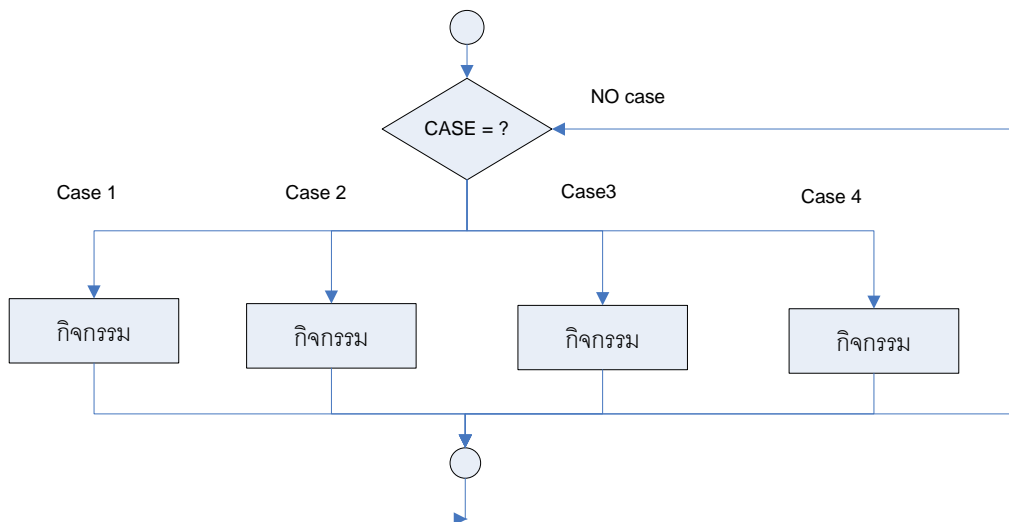 NO case
CASE = ?
Case 1
Case 2
Case3
Case 4
กิจกรรม
กิจกรรม
กิจกรรม
กิจกรรม